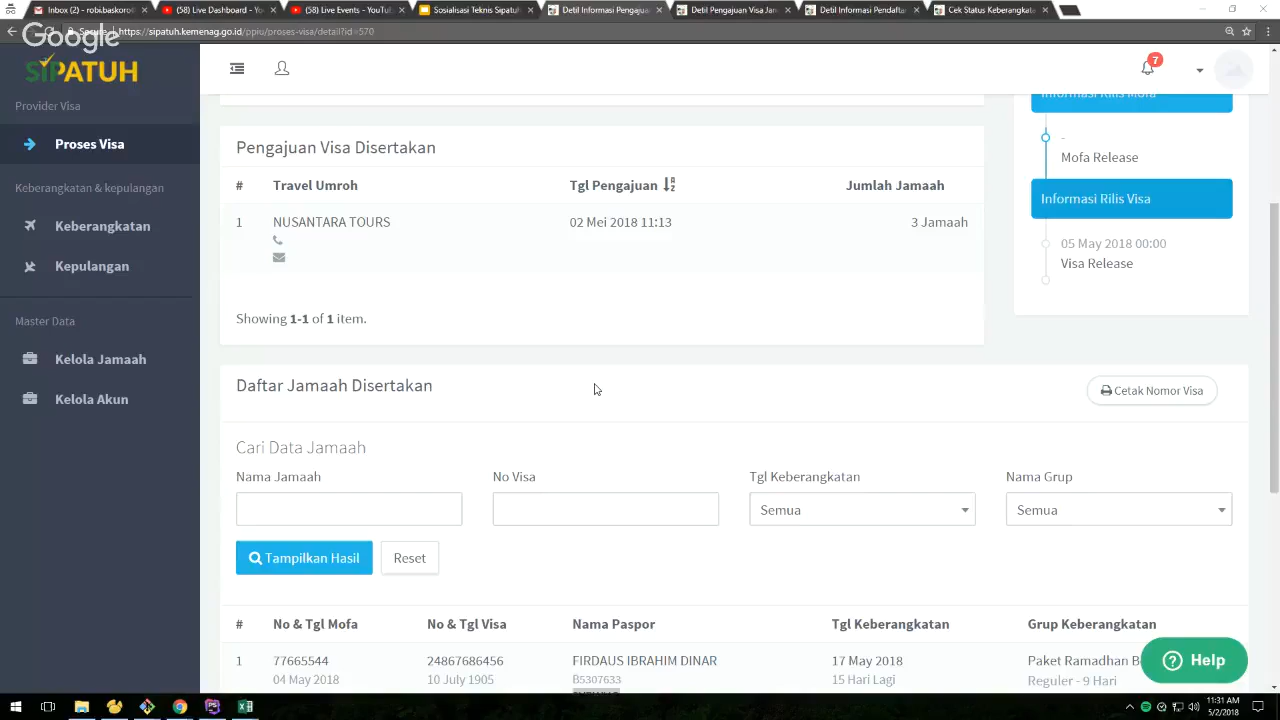 Inbox (2) - robi.baskoro
(58) Live Dashboard - Yo
(58) Live Events - YouTu
Sosialisasi Teknis Sipatuh
Detil Informasi Pengajua
Detil Pengajuan Visa Jam
Detil Informasi Pendaftar
Cek Status Keberangkata
Google
Secure
https://sipatuh.kemenag.go.id/ppiu/proses-visa/detail?id=570
SIPATUH
7
Provider Visa
Proses Visa
Keberangkatan & kepulangan
Keberangkatan
Kepulangan
Master Data
Kelola Jamaah
Kelola Akun
Informasi Rilis Mofa
-
Mofa Release
Informasi Rilis Visa
05 May 2018 00:00
Visa Release
Pengajuan Visa Disertakan
# Travel Umroh Tgl Pengajuan Jumlah Jamaah
1 NUSANTARA TOURS 02 Mei 2018 11:13 3 Jamaah
Showing 1-1 of 1 item.
Daftar Jamaah Disertakan
Cetak Nomor Visa
Cari Data Jamaah
Nama Jamaah No Visa Tgl Keberangkatan Nama Grup
Semua Semua
Tampilkan Hasil Reset
# No & Tgl Mofa No & Tgl Visa Nama Paspor Tgl Keberangkatan Grup Keberangkatan
1 77665544 24867686456 FIRDAUS IBRAHIM DINAR 17 May 2018 Paket Ramadhan B
04 May 2018 10 July 1905 B5307633 15 Hari Lagi Reguler - 9 Hari
Help
11:31 AM
5/2/2018